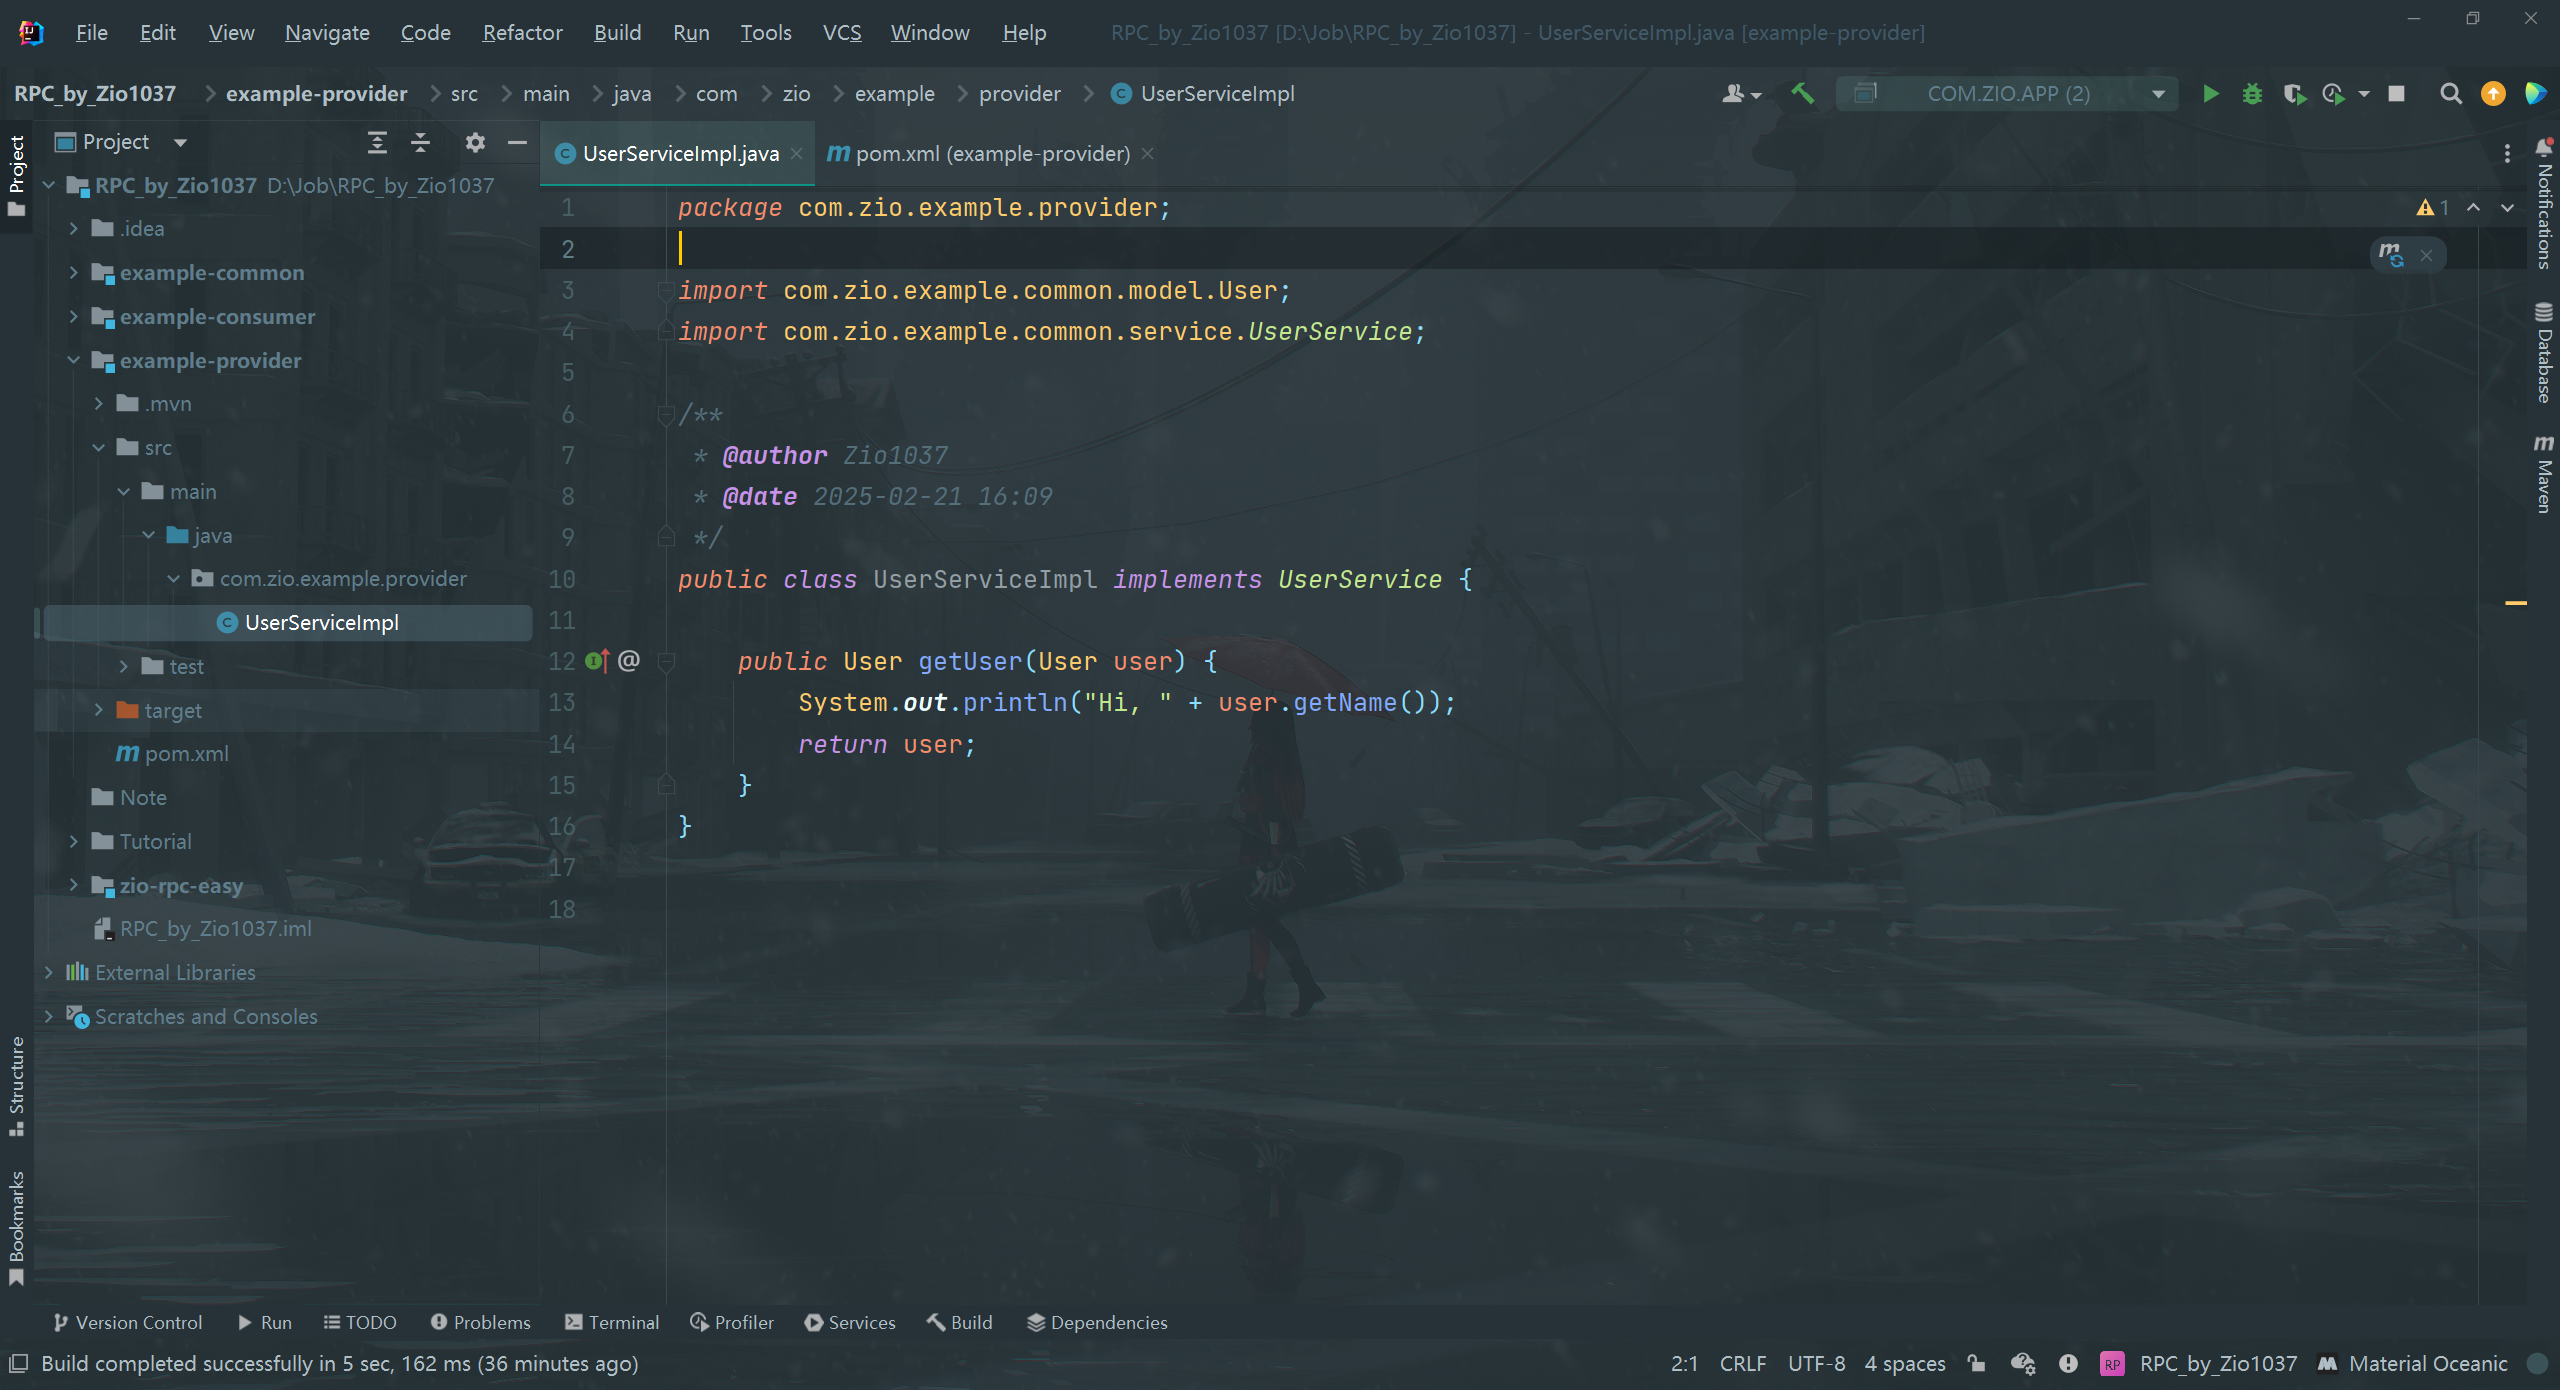 File Edit View Navigate Code Refactor Build Run Tools VCS Window Help RPC_by_Zio1037 [D:\Job\RPC_by_Zio1037] - UserServiceImpl.java [example-provider]
RPC_by_Zio1037 example-provider src main java com zio example provider UserServiceImpl COM.ZIO.APP (2)
Project
Project
UserServiceImpl.java
pom.xml (example-provider)
RPC_by_Zio1037 D:\Job\RPC_by_Zio1037
.idea
example-common
example-consumer
example-provider
.mvn
src
main
java
com.zio.example.provider
UserServiceImpl
test
target
pom.xml
Note
Tutorial
zio-rpc-easy
RPC_by_Zio1037.iml
External Libraries
Scratches and Consoles
Structure
Bookmarks
1 package com.zio.example.provider;
2
3 import com.zio.example.common.model.User;
4 import com.zio.example.common.service.UserService;
5
6 /**
7  * @author Zio1037
8  * @date 2025-02-21 16:09
9  */
10 public class UserServiceImpl implements UserService {
11
12     public User getUser(User user) {
13         System.out.println("Hi, " + user.getName());
14         return user;
15     }
16 }
17
18
1
Notifications
Database
Maven
Version Control Run TODO Problems Terminal Profiler Services Build Dependencies
Build completed successfully in 5 sec, 162 ms (36 minutes ago) 2:1 CRLF UTF-8 4 spaces RP RPC_by_Zio1037 Material Oceanic